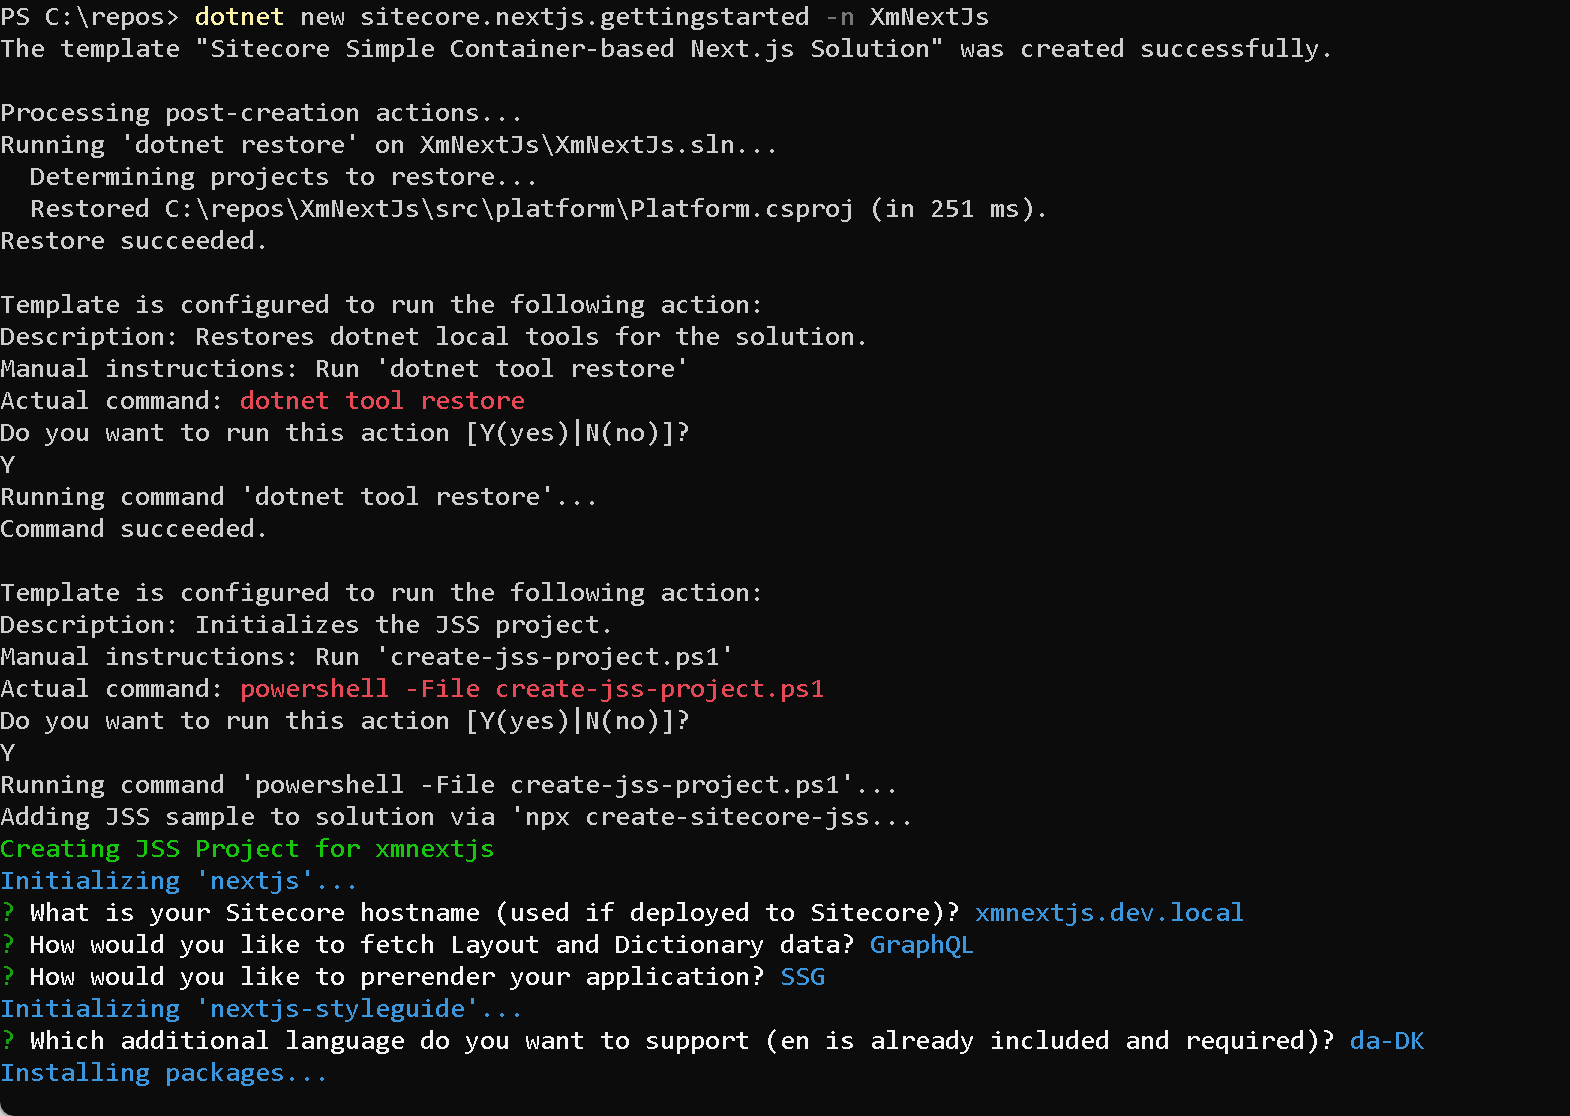 PS C:\repos> dotnet new sitecore.nextjs.gettingstarted -n XmNextJs
The template "Sitecore Simple Container-based Next.js Solution" was created successfully.
Processing post-creation actions...
Running 'dotnet restore' on XmNextJs\XmNextJs.sln...
  Determining projects to restore...
  Restored C:\repos\XmNextJs\src\platform\Platform.csproj (in 251 ms).
Restore succeeded.
Template is configured to run the following action:
Description: Restores dotnet local tools for the solution.
Manual instructions: Run 'dotnet tool restore'
Actual command: dotnet tool restore
Do you want to run this action [Y(yes)|N(no)]?
Y
Running command 'dotnet tool restore'...
Command succeeded.
Template is configured to run the following action:
Description: Initializes the JSS project.
Manual instructions: Run 'create-jss-project.ps1'
Actual command: powershell -File create-jss-project.ps1
Do you want to run this action [Y(yes)|N(no)]?
Y
Running command 'powershell -File create-jss-project.ps1'...
Adding JSS sample to solution via 'npx create-sitecore-jss...
Creating JSS Project for xmnextjs
Initializing 'nextjs'...
? What is your Sitecore hostname (used if deployed to Sitecore)? xmnextjs.dev.local
? How would you like to fetch Layout and Dictionary data? GraphQL
? How would you like to prerender your application? SSG
Initializing 'nextjs-styleguide'...
? Which additional language do you want to support (en is already included and required)? da-DK
Installing packages...